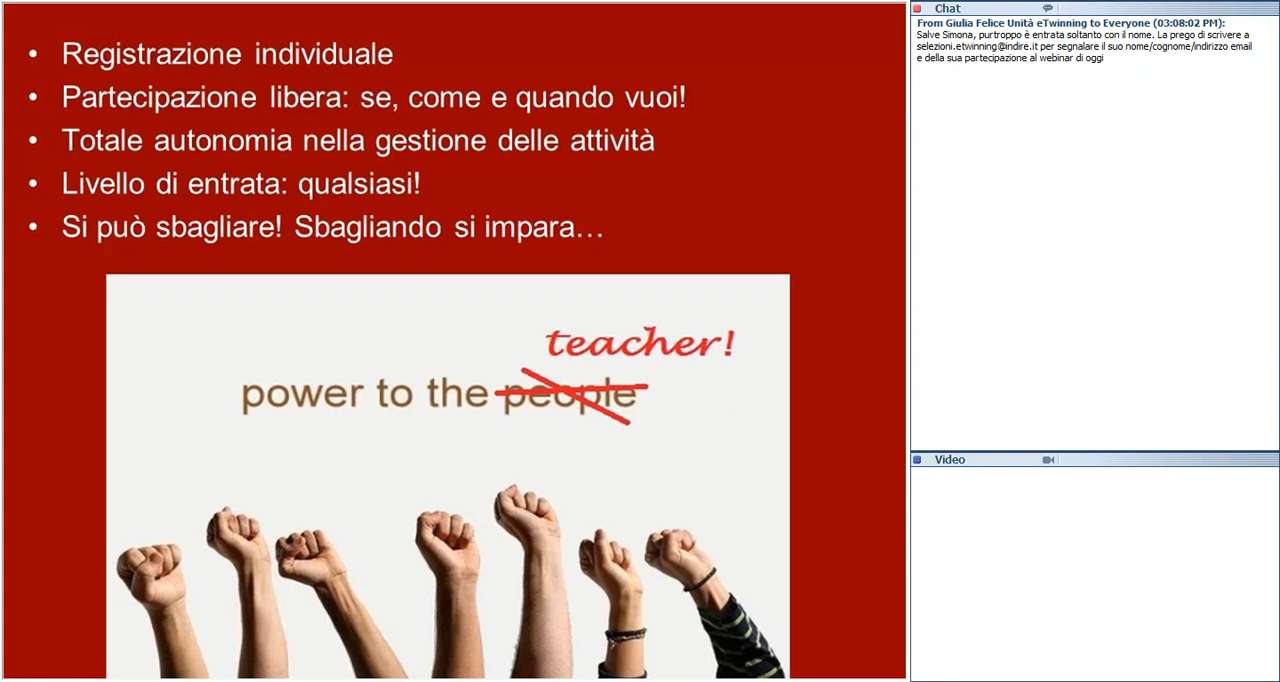 • Registrazione individuale
• Partecipazione libera: se, come e quando vuoi!
• Totale autonomia nella gestione delle attività
• Livello di entrata: qualsiasi!
• Si può sbagliare! Sbagliando si impara…
teacher!
power to the people
Chat
From Giulia Felice Unità eTwinning to Everyone (03:08:02 PM):
Salve Simona, purtroppo è entrata soltanto con il nome. La prego di scrivere a
selezioni.etwinning@indire.it per segnalare il suo nome/cognome/indirizzo email
e della sua partecipazione al webinar di oggi
Video